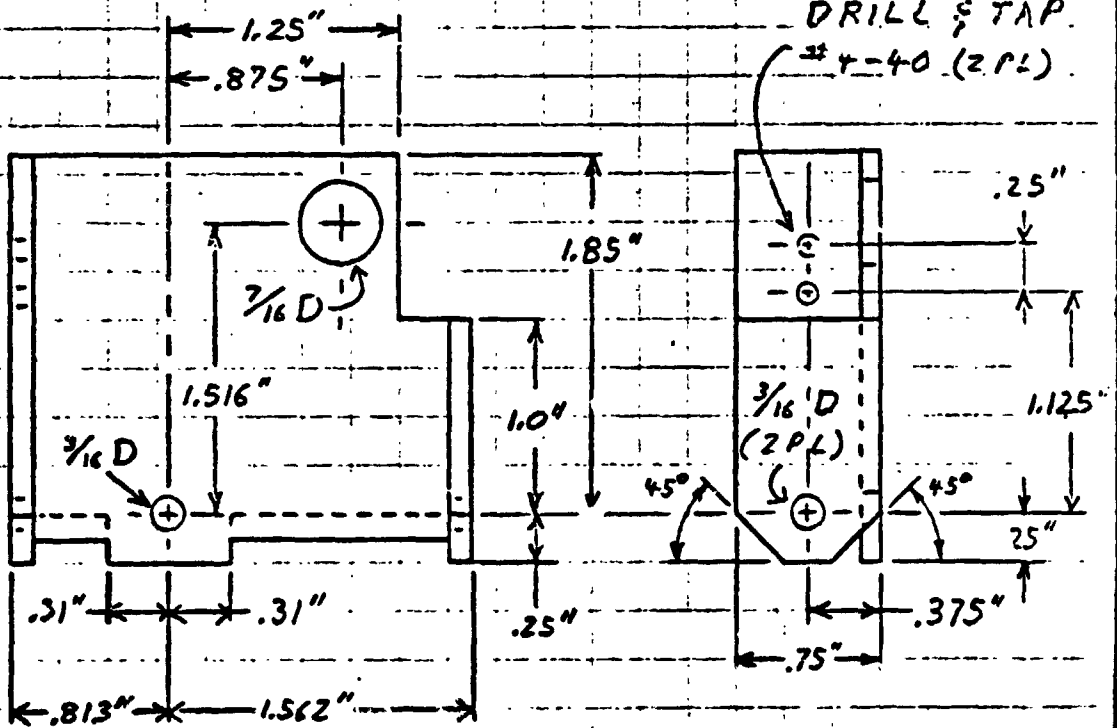 1.25"
.875"
DRILL & TAP
#4-40 (2 PL)
.25"
1.85"
7/16 D
1.516"
1.0"
3/16 D
(2 PL)
1.125"
3/16 D
45°
45°
.25"
.31"
.31"
.25"
.375"
.75"
.813"
1.562"